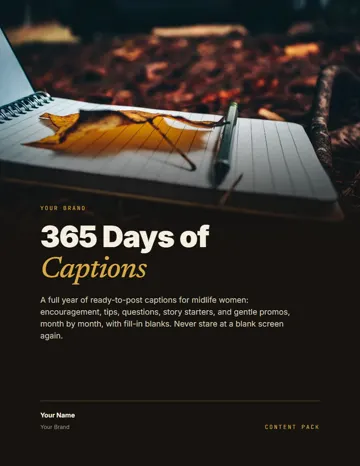 YOUR BRAND
365 Days of
Captions
A full year of ready-to-post captions for midlife women:
encouragement, tips, questions, story starters, and gentle promos,
month by month, with fill-in blanks. Never stare at a blank screen
again.
Your Name
Your Brand
CONTENT PACK